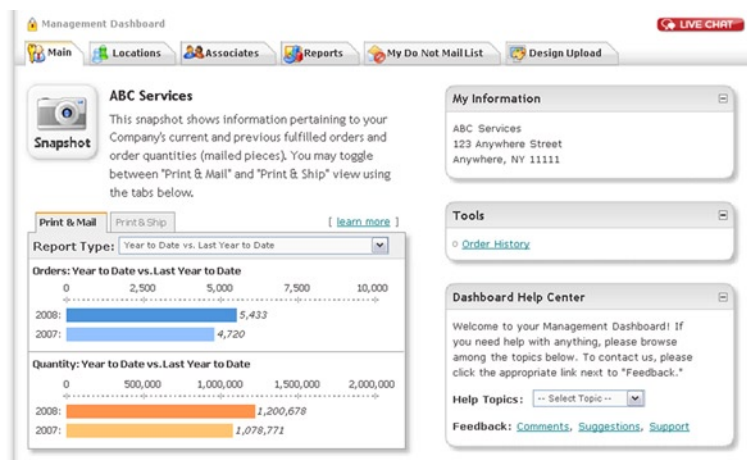 Management Dashboard
LIVE CHAT
Main
Locations
Associates
Reports
My Do Not Mail List
Design Upload
Snapshot
ABC Services
This snapshot shows information pertaining to your
Company's current and previous fulfilled orders and
order quantities (mailed pieces). You may toggle
between "Print & Mail" and "Print & Ship" view using
the tabs below.
Print & Mail
Print & Ship
[ learn more ]
Report Type: Year to Date vs. Last Year to Date
Orders: Year to Date vs. Last Year to Date
0 2,500 5,000 7,500 10,000
2008: 5,433
2007: 4,720
Quantity: Year to Date vs. Last Year to Date
0 500,000 1,000,000 1,500,000 2,000,000
2008: 1,200,678
2007: 1,078,771
My Information
ABC Services
123 Anywhere Street
Anywhere, NY 11111
Tools
Order History
Dashboard Help Center
Welcome to your Management Dashboard! If
you need help with anything, please browse
among the topics below. To contact us, please
click the appropriate link next to "Feedback."
Help Topics: -- Select Topic --
Feedback: Comments, Suggestions, Support